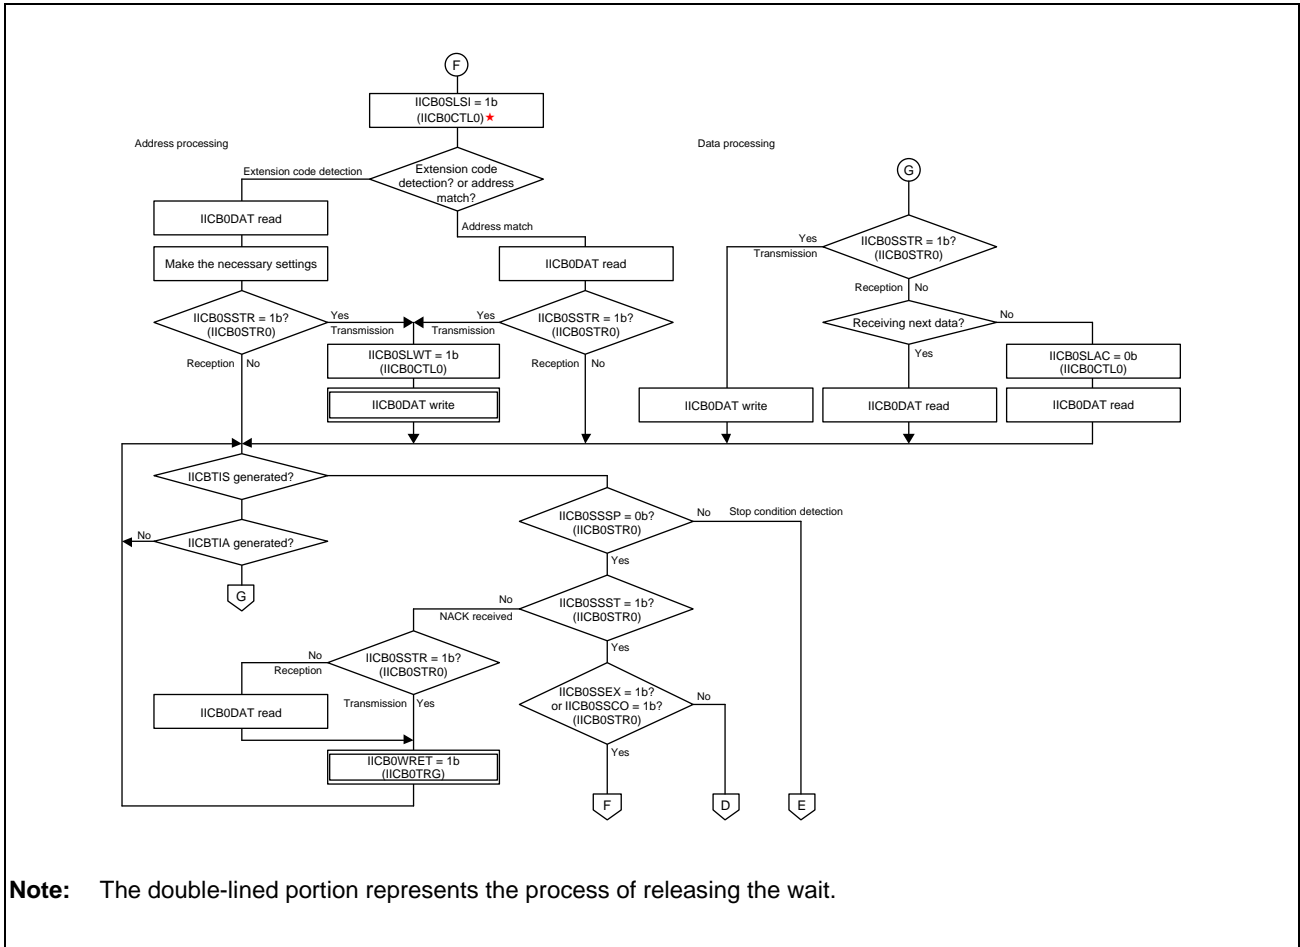 F
IICB0SLSI = 1b
(IICB0CTL0)★
Address processing
Data processing
Extension code detection
Extension code
detection? or address
match?
G
IICB0DAT read
Address match
Yes
Transmission
IICB0SSTR = 1b?
(IICB0STR0)
Make the necessary settings
IICB0DAT read
Reception
No
IICB0SSTR = 1b?
(IICB0STR0)
Yes
Transmission
Yes
Transmission
IICB0SSTR = 1b?
(IICB0STR0)
Receiving next data?
No
Reception
No
IICB0SLWT = 1b
(IICB0CTL0)
Reception
No
Yes
IICB0SLAC = 0b
(IICB0CTL0)
IICB0DAT write
IICB0DAT write
IICB0DAT read
IICB0DAT read
IICBTIS generated?
IICB0SSSP = 0b?
(IICB0STR0)
No
Stop condition detection
No
IICBTIA generated?
Yes
G
No
NACK received
IICB0SSST = 1b?
(IICB0STR0)
Yes
No
Reception
IICB0SSTR = 1b?
(IICB0STR0)
IICB0SSEX = 1b?
or IICB0SSCO = 1b?
(IICB0STR0)
No
Transmission
Yes
IICB0DAT read
Yes
IICB0WRET = 1b
(IICB0TRG)
F
D
E
Note: The double-lined portion represents the process of releasing the wait.